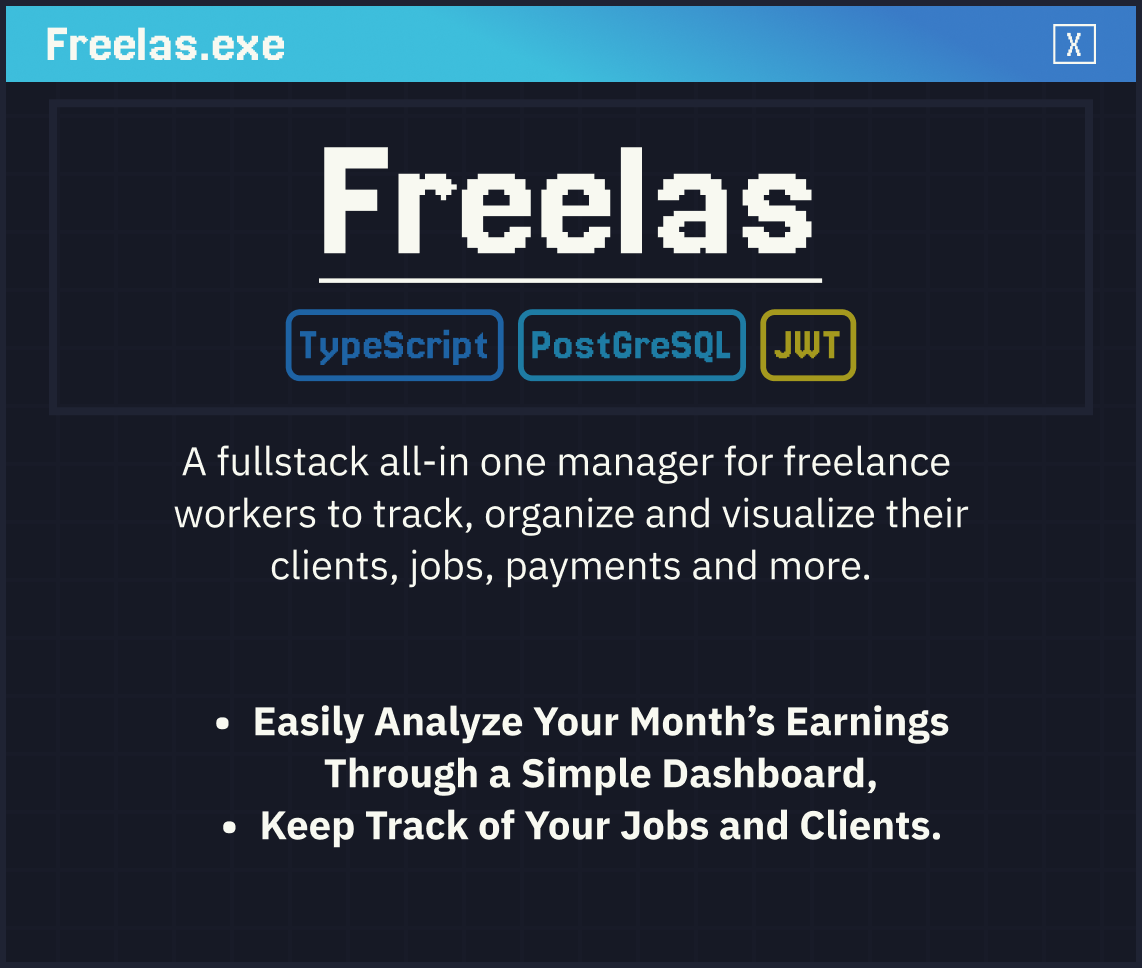 Freelas.exe
X
Freelas
TypeScript PostGreSQL JWT
A fullstack all-in one manager for freelance
workers to track, organize and visualize their
clients, jobs, payments and more.
• Easily Analyze Your Month’s Earnings
Through a Simple Dashboard,
• Keep Track of Your Jobs and Clients.